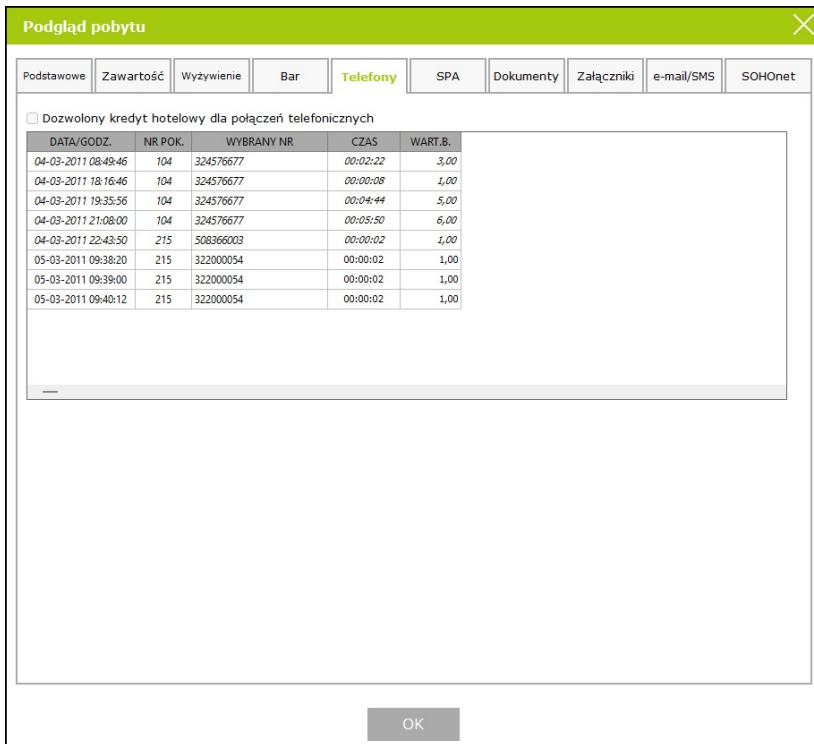 Podgląd pobytu
Podstawowe Zawartość Wyżywienie Bar Telefony SPA Dokumenty Załączniki e-mail/SMS SOHOnet
Dozwolony kredyt hotelowy dla połączeń telefonicznych
DATA/GODZ. NR POK. WYBRANY NR CZAS WART.B.
04-03-2011 08:49:46 104 324576677 00:02:22 3,00
04-03-2011 18:16:46 104 324576677 00:00:08 1,00
04-03-2011 19:35:56 104 324576677 00:04:44 5,00
04-03-2011 21:08:00 104 324576677 00:05:50 6,00
04-03-2011 22:43:50 215 508366003 00:00:02 1,00
05-03-2011 09:38:20 215 322000054 00:00:02 1,00
05-03-2011 09:39:00 215 322000054 00:00:02 1,00
05-03-2011 09:40:12 215 322000054 00:00:02 1,00
OK